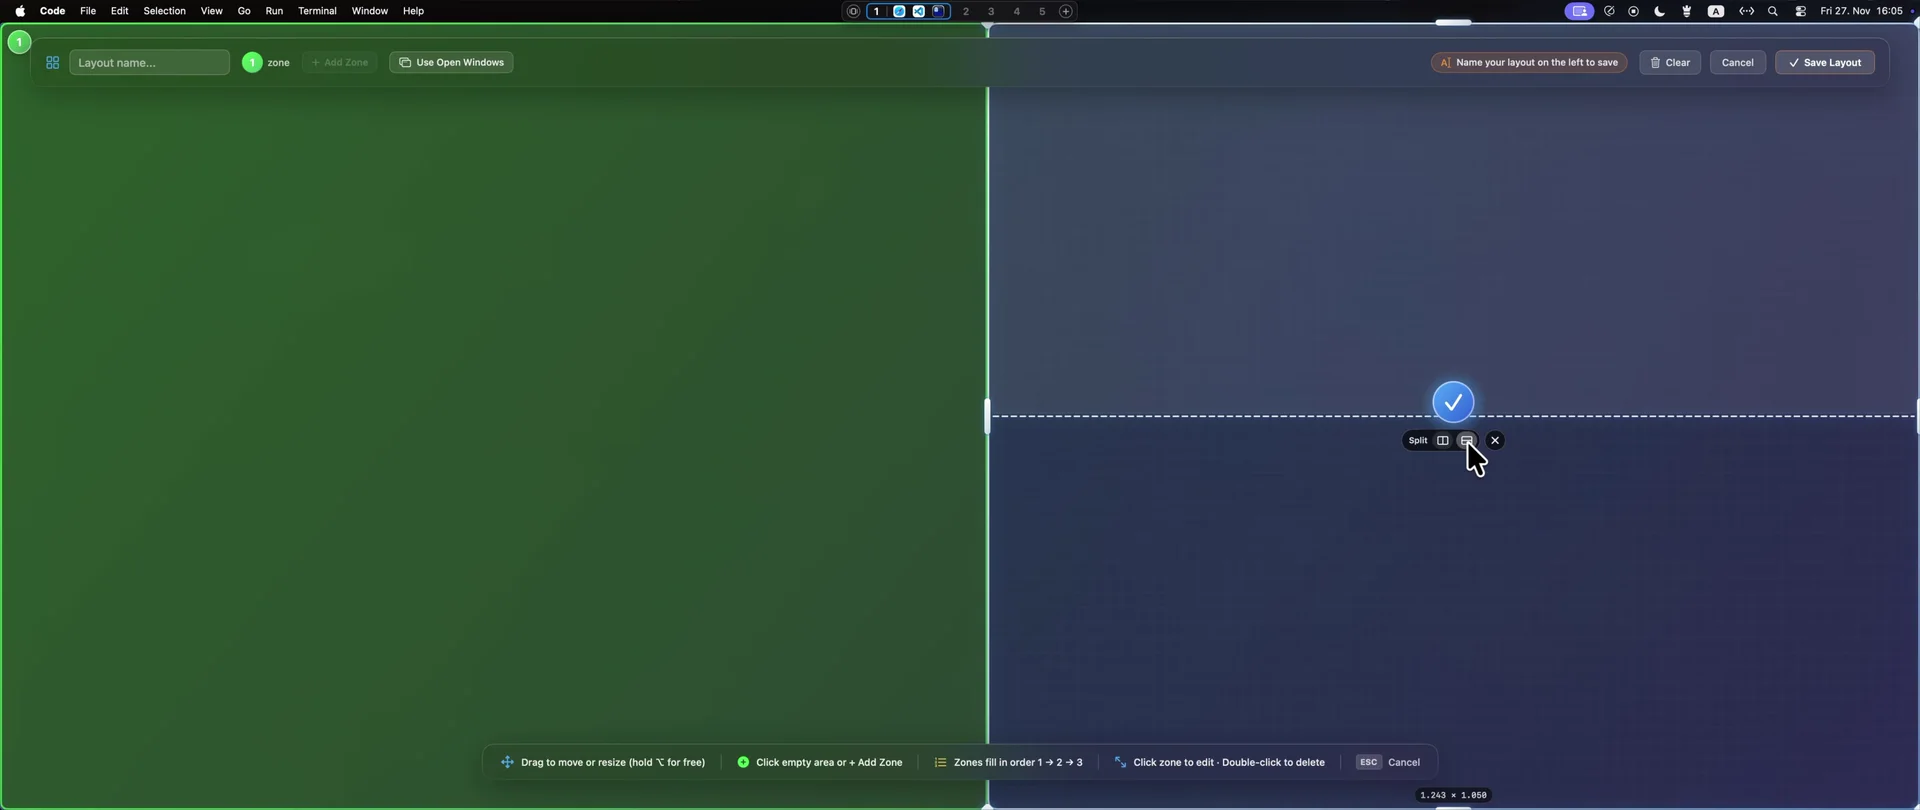 Code File Edit Selection View Go Run Terminal Window Help 1 2 3 4 5 A Fri 27. Nov 16:05
1
Layout name... 1 zone + Add Zone Use Open Windows Name your layout on the left to save Clear Cancel Save Layout
Split
Drag to move or resize (hold ⌥ for free) Click empty area or + Add Zone Zones fill in order 1 → 2 → 3 Click zone to edit · Double-click to delete ESC Cancel
1.243 × 1.050